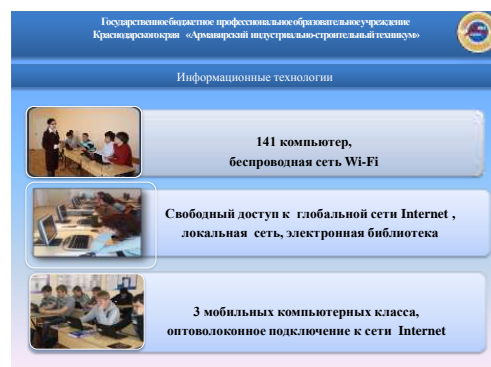 Государственное бюджетное профессиональное образовательное учреждение
Краснодарского края «Армавирский индустриально-строительный техникум»
Информационные технологии
141 компьютер,
беспроводная сеть Wi-Fi
Свободный доступ к глобальной сети Internet ,
локальная сеть, электронная библиотека
3 мобильных компьютерных класса,
оптоволоконное подключение к сети Internet